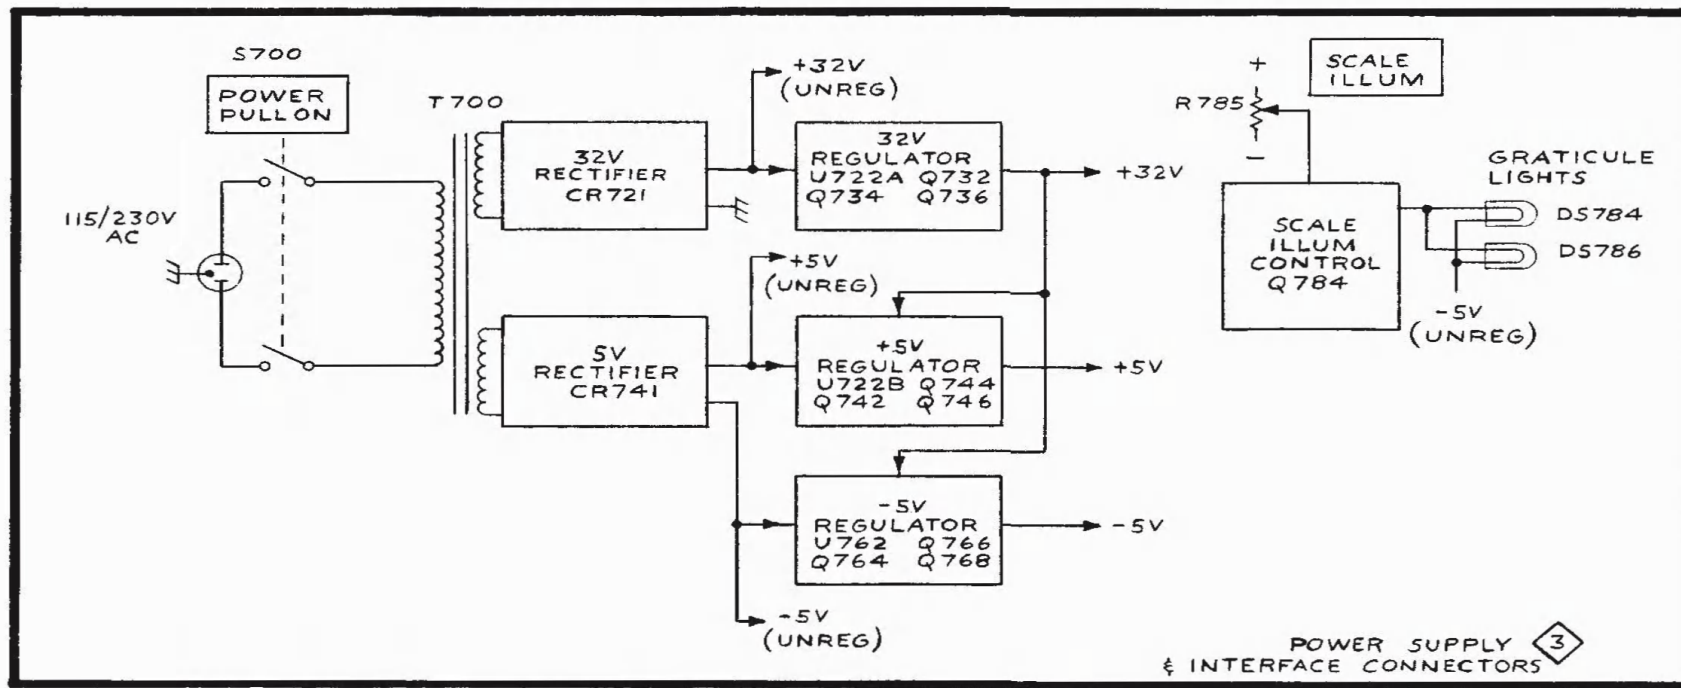 S700
POWER
PULL ON
115/230V
AC
T700
32V
RECTIFIER
CR721
+32V
(UNREG)
32V
REGULATOR
U722A Q732
Q734 Q736
+32V
5V
RECTIFIER
CR741
+5V
(UNREG)
+5V
REGULATOR
U722B Q744
Q742 Q746
+5V
-5V
REGULATOR
U762 Q766
Q764 Q768
-5V
-5V
(UNREG)
SCALE
ILLUM
+
R785
-
SCALE
ILLUM
CONTROL
Q784
GRATICULE
LIGHTS
DS784
DS786
-5V
(UNREG)
POWER SUPPLY
& INTERFACE CONNECTORS
3